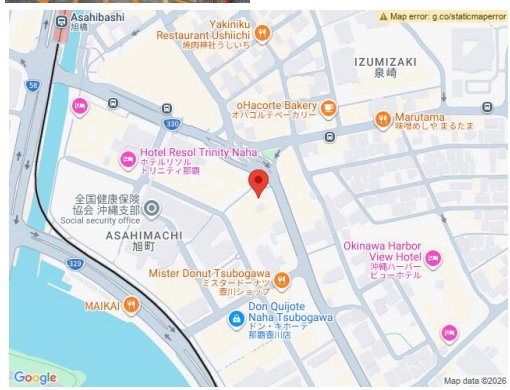 Asahibashi
旭橋
Map error: g.co/staticmaperror
Yakiniku
Restaurant Ushiichi
焼肉神社うしいち
IZUMIZAKI
泉崎
58
oHacorte Bakery
オハコルテベーカリー
Marutama
味噌めしや まるたま
330
Hotel Resol Trinity Naha
ホテルリソル
トリニティ那覇
全国健康保険
協会 沖縄支部
Social security office
ASAHIMACHI
旭町
Okinawa Harbor
View Hotel
沖縄ハーバー
ビューホテル
329
Mister Donut Tsubogawa
ミスタードーナツ
壺川ショップ
MAIKAI
Don Quijote
Naha Tsubogawa
ドン・キホーテ
那覇壺川店
Google
Map data ©2026